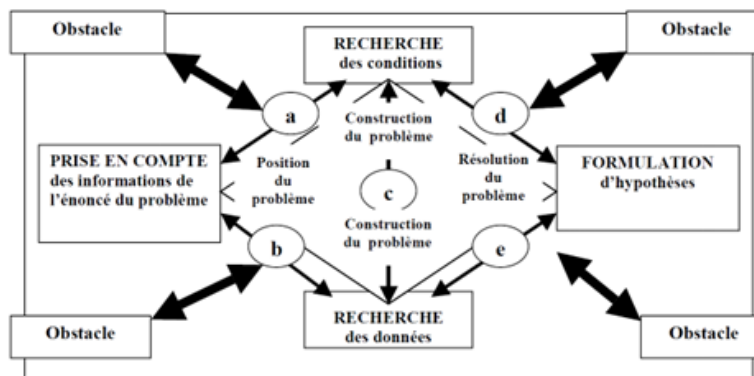 Obstacle
Obstacle
RECHERCHE
des conditions
a
d
Construction
du problème
PRISE EN COMPTE
des informations de
l'énoncé du problème
Position
du
problème
Résolution
du
problème
FORMULATION
d'hypothèses
c
Construction
du problème
b
e
RECHERCHE
des données
Obstacle
Obstacle